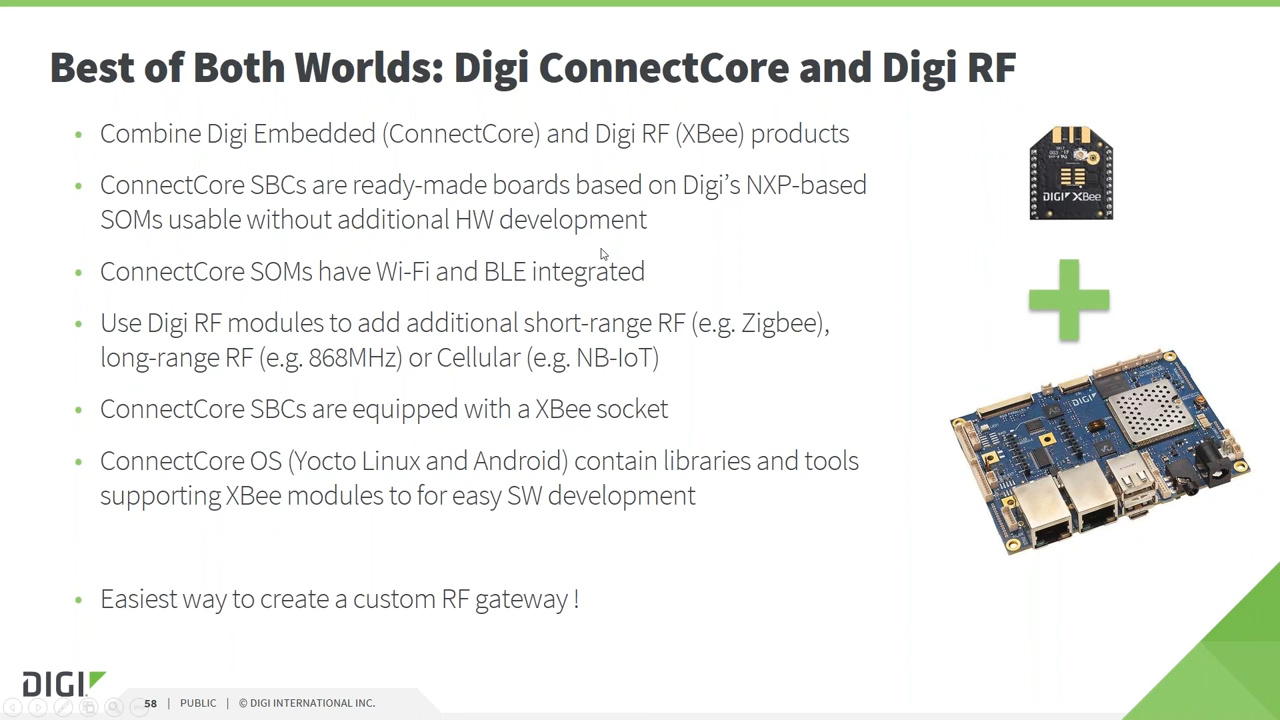 Best of Both Worlds: Digi ConnectCore and Digi RF
• Combine Digi Embedded (ConnectCore) and Digi RF (XBee) products
• ConnectCore SBCs are ready-made boards based on Digi’s NXP-based
SOMs usable without additional HW development
• ConnectCore SOMs have Wi-Fi and BLE integrated
• Use Digi RF modules to add additional short-range RF (e.g. Zigbee),
long-range RF (e.g. 868MHz) or Cellular (e.g. NB-IoT)
• ConnectCore SBCs are equipped with a XBee socket
• ConnectCore OS (Yocto Linux and Android) contain libraries and tools
supporting XBee modules to for easy SW development
• Easiest way to create a custom RF gateway !
DIGI XBee
DIGI
DIGI
58 | PUBLIC | © DIGI INTERNATIONAL INC.